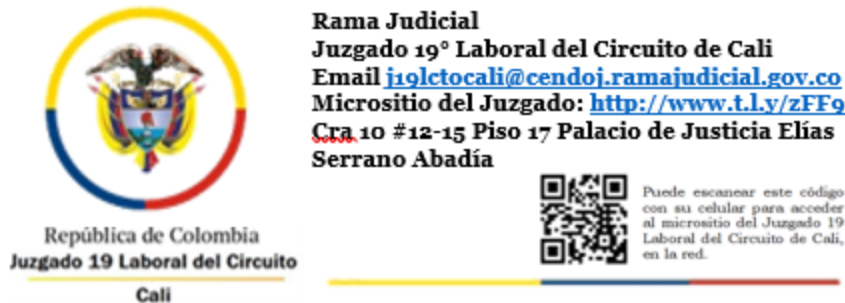 República de Colombia
Juzgado 19 Laboral del Circuito
Cali
Rama Judicial
Juzgado 19° Laboral del Circuito de Cali
Email j19lctocali@cendoj.ramajudicial.gov.co
Micrositio del Juzgado: http://www.t.l.y/zFF9
Cra 10 #12-15 Piso 17 Palacio de Justicia Elías
Serrano Abadía
Puede escanear este código
con su celular para acceder
al micrositio del Juzgado 19
Laboral del Circuito de Cali,
en la red.